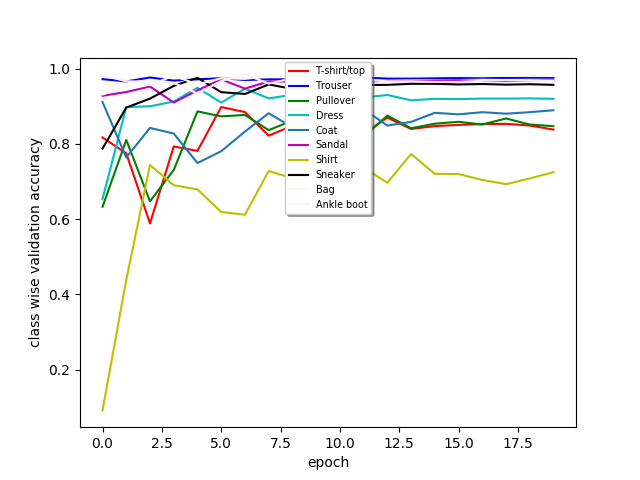 1.0
0.8
0.6
0.4
0.2
class wise validation accuracy
T-shirt/top
Trouser
Pullover
Dress
Coat
Sandal
Shirt
Sneaker
Bag
Ankle boot
0.0 2.5 5.0 7.5 10.0 12.5 15.0 17.5
epoch